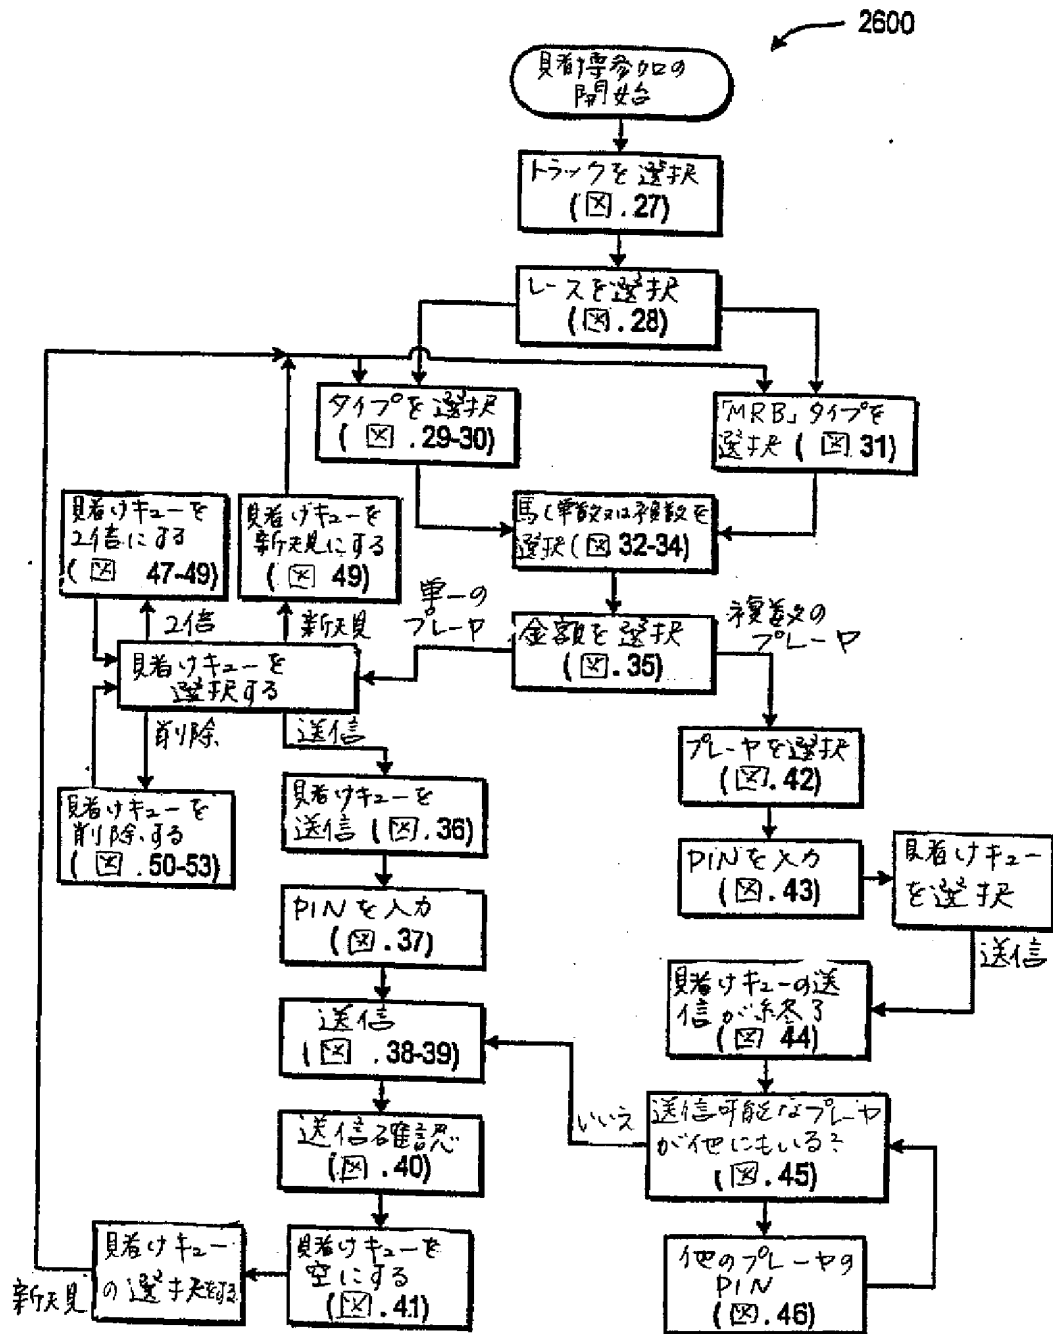 2600
賭博参加の
開始
トラックを選択
(図.27)
レースを選択
(図.28)
タイプを選択
(図.29-30)
「MRB」タイプを
選択(図31)
賭けキューを
2倍にする
(図 47-49)
賭けキューを
新規にする
(図 49)
馬(単数又は複数を
選択(図32-34)
2倍
新規
単一の
プレーヤ
金額を選択
(図.35)
複数の
プレーヤ
賭けキューを
選択する
削除
送信
プレーヤを選択
(図.42)
賭けキューを
削除する
(図.50-53)
賭けキューを
送信(図.36)
PINを入力
(図.43)
賭けキュー
を選択
PINを入力
(図.37)
送信
賭けキューの送
信が終了
(図 44)
送信
(図.38-39)
いいえ
送信可能なプレーヤ
が他にもいる?
(図.45)
送信確認
(図.40)
賭けキュー
の選択をする
賭けキューを
空にする
(図.41)
新規
他のプレーヤの
PIN
(図.46)